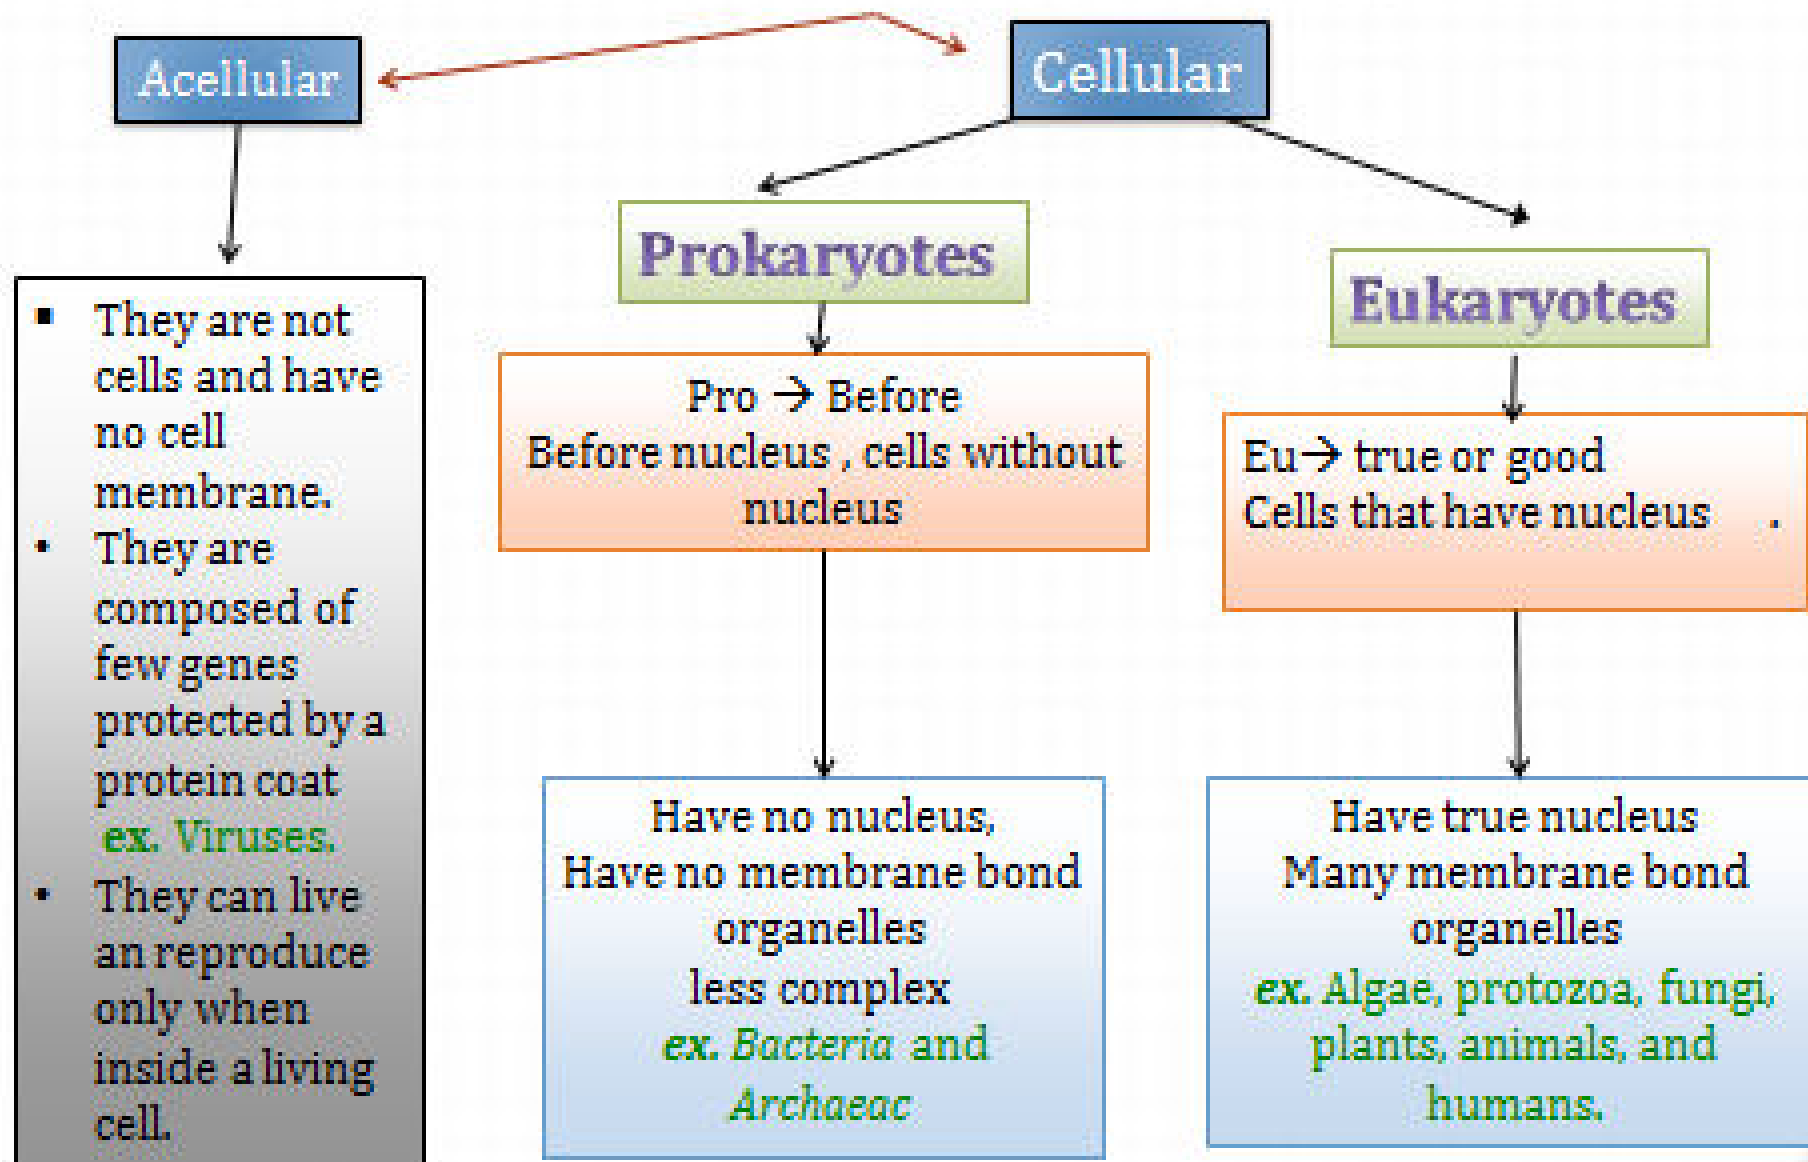 Acellular
Cellular
▪ They are not
cells and have
no cell
membrane.
• They are
composed of
few genes
protected by a
protein coat
ex. Viruses.
• They can live
an reproduce
only when
inside a living
cell.
Prokaryotes
Pro → Before
Before nucleus , cells without
nucleus
Have no nucleus,
Have no membrane bond
organelles
less complex
ex. Bacteria and
Archaeac
Eukaryotes
Eu→ true or good
Cells that have nucleus .
Have true nucleus
Many membrane bond
organelles
ex. Algae, protozoa, fungi,
plants, animals, and
humans.